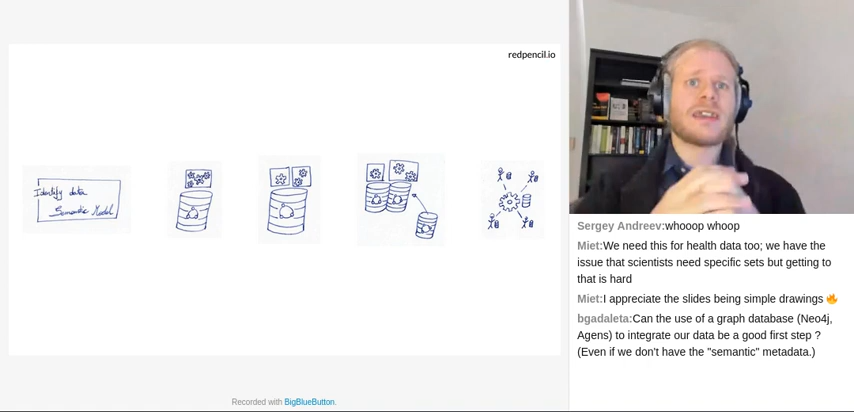 redpencil.io
Identify data
Semantic Model
Recorded with BigBlueButton.
Sergey Andreev:whooop whoop
Miet:We need this for health data too; we have the
issue that scientists need specific sets but getting to
that is hard
Miet:I appreciate the slides being simple drawings 🔥
bgadaleta:Can the use of a graph database (Neo4j,
Agens) to integrate our data be a good first step ?
(Even if we don't have the "semantic" metadata.)